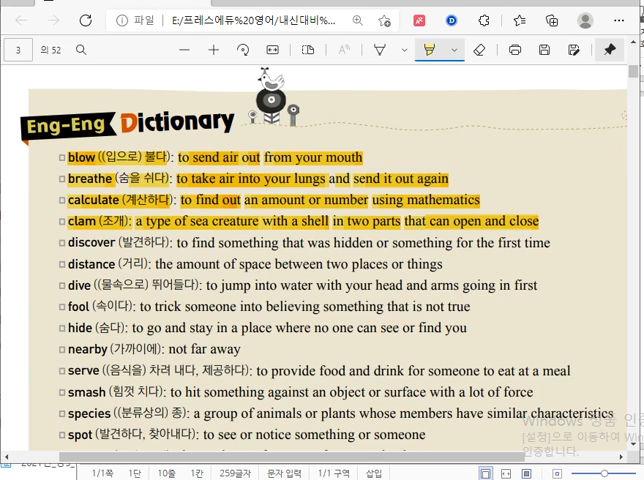 파일 E:/프레스에듀%20영어/내신대비%...
3 의 52
Eng-Eng Dictionary
blow ((입으로) 불다): to send air out from your mouth
breathe (숨을 쉬다): to take air into your lungs and send it out again
calculate (계산하다): to find out an amount or number using mathematics
clam (조개): a type of sea creature with a shell in two parts that can open and close
discover (발견하다): to find something that was hidden or something for the first time
distance (거리): the amount of space between two places or things
dive ((물속으로) 뛰어들다): to jump into water with your head and arms going in first
fool (속이다): to trick someone into believing something that is not true
hide (숨다): to go and stay in a place where no one can see or find you
nearby (가까이에): not far away
serve ((음식을) 차려 내다, 제공하다): to provide food and drink for someone to eat at a meal
smash (힘껏 치다): to hit something against an object or surface with a lot of force
species ((분류상의) 종): a group of animals or plants whose members have similar characteristics
Windows 정품 인증
spot (발견하다, 찾아내다): to see or notice something or someone
[설정]으로 이동하여 Win
인증합니다.
1/1쪽 1단 10줄 1칸 259글자 문자 입력 1/1 구역 삽입